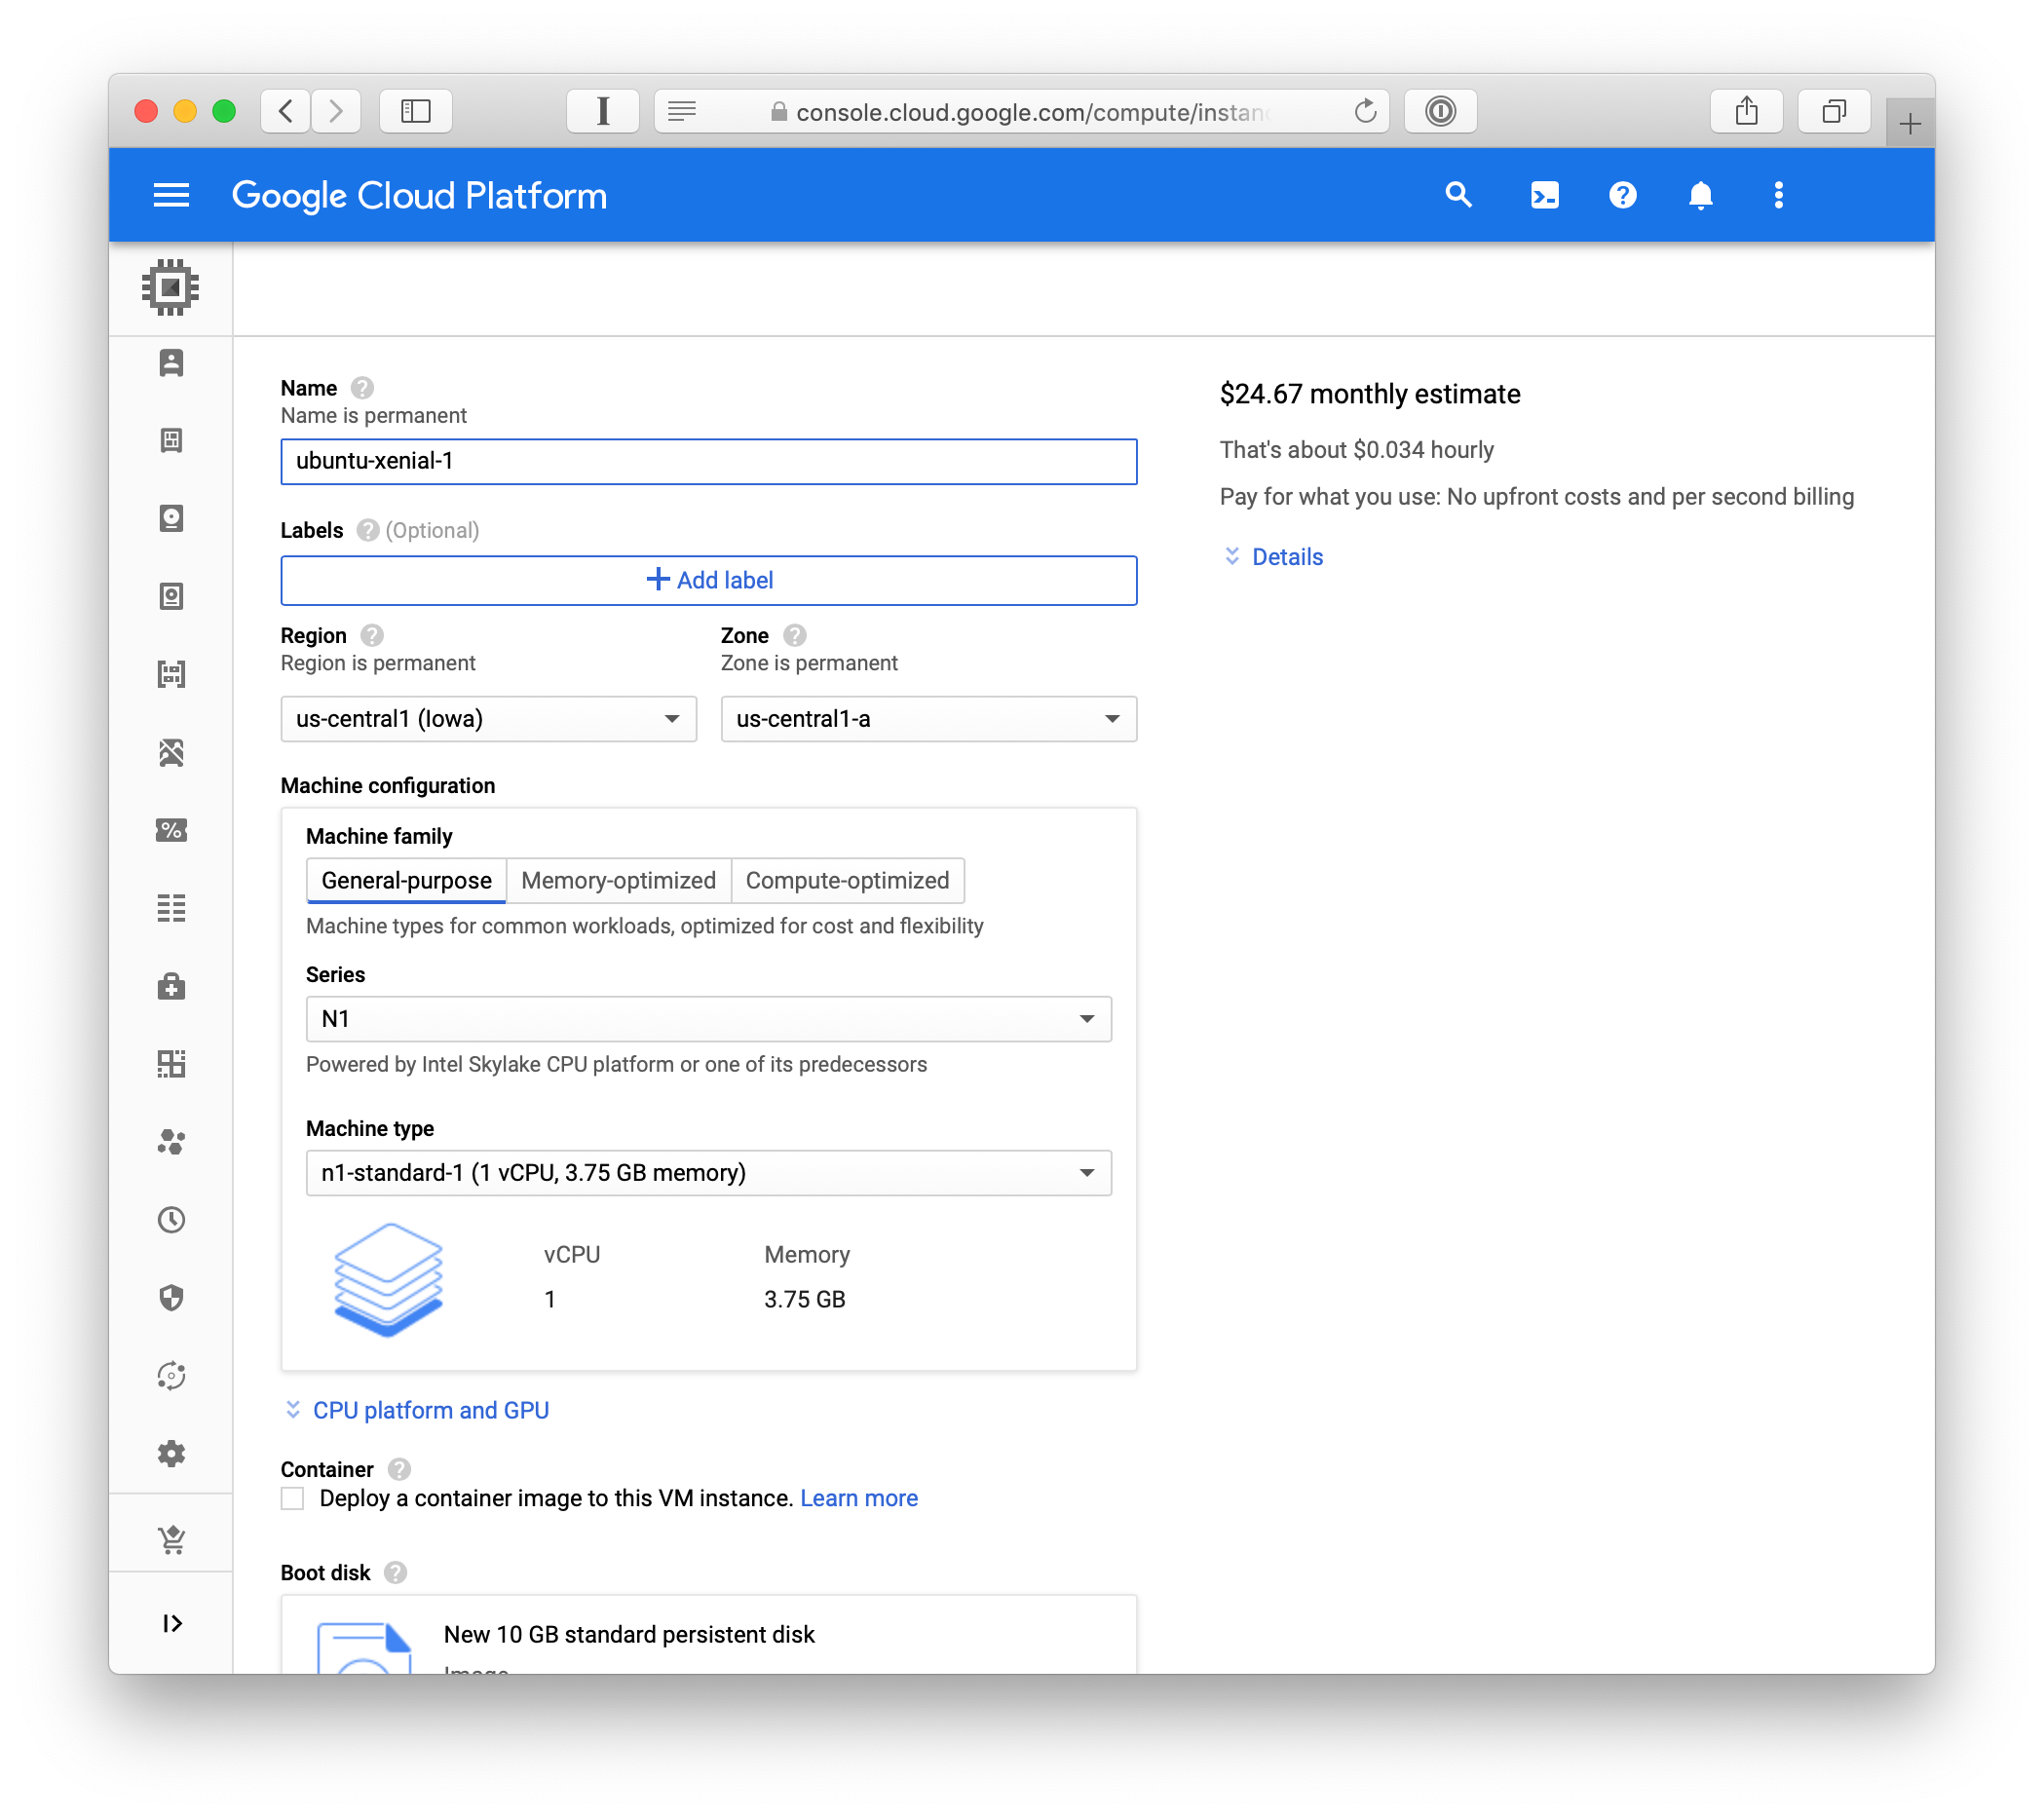 console.cloud.google.com/compute/instanc
Google Cloud Platform
Name
Name is permanent
ubuntu-xenial-1
Labels (Optional)
Add label
Region
Region is permanent
us-central1 (Iowa)
Zone
Zone is permanent
us-central1-a
Machine configuration
Machine family
General-purpose Memory-optimized Compute-optimized
Machine types for common workloads, optimized for cost and flexibility
Series
N1
Powered by Intel Skylake CPU platform or one of its predecessors
Machine type
n1-standard-1 (1 vCPU, 3.75 GB memory)
vCPU Memory
1 3.75 GB
CPU platform and GPU
Container
Deploy a container image to this VM instance. Learn more
Boot disk
New 10 GB standard persistent disk
Image
$24.67 monthly estimate
That's about $0.034 hourly
Pay for what you use: No upfront costs and per second billing
Details